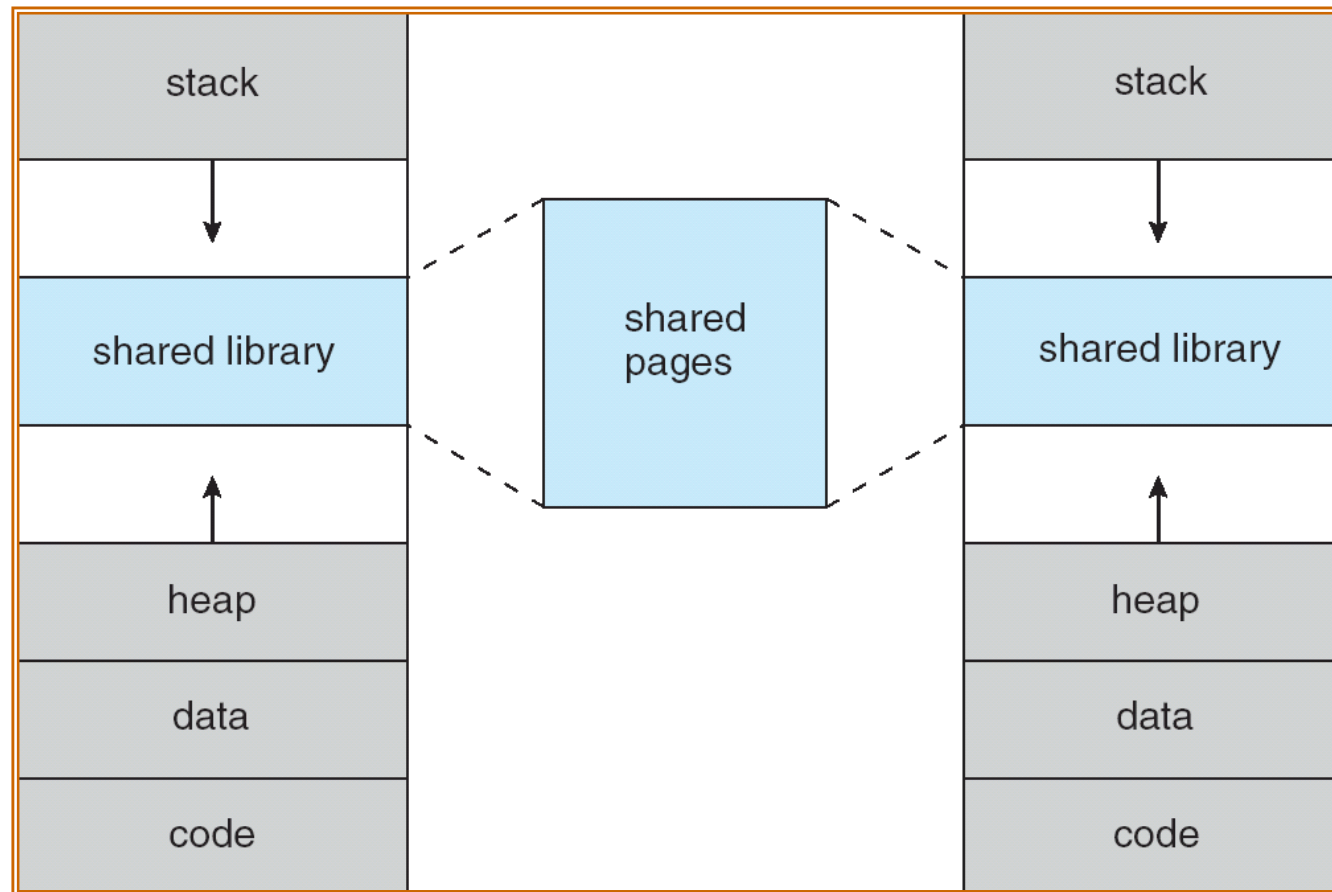 stack
shared library
heap
data
code
shared
pages
stack
shared library
heap
data
code